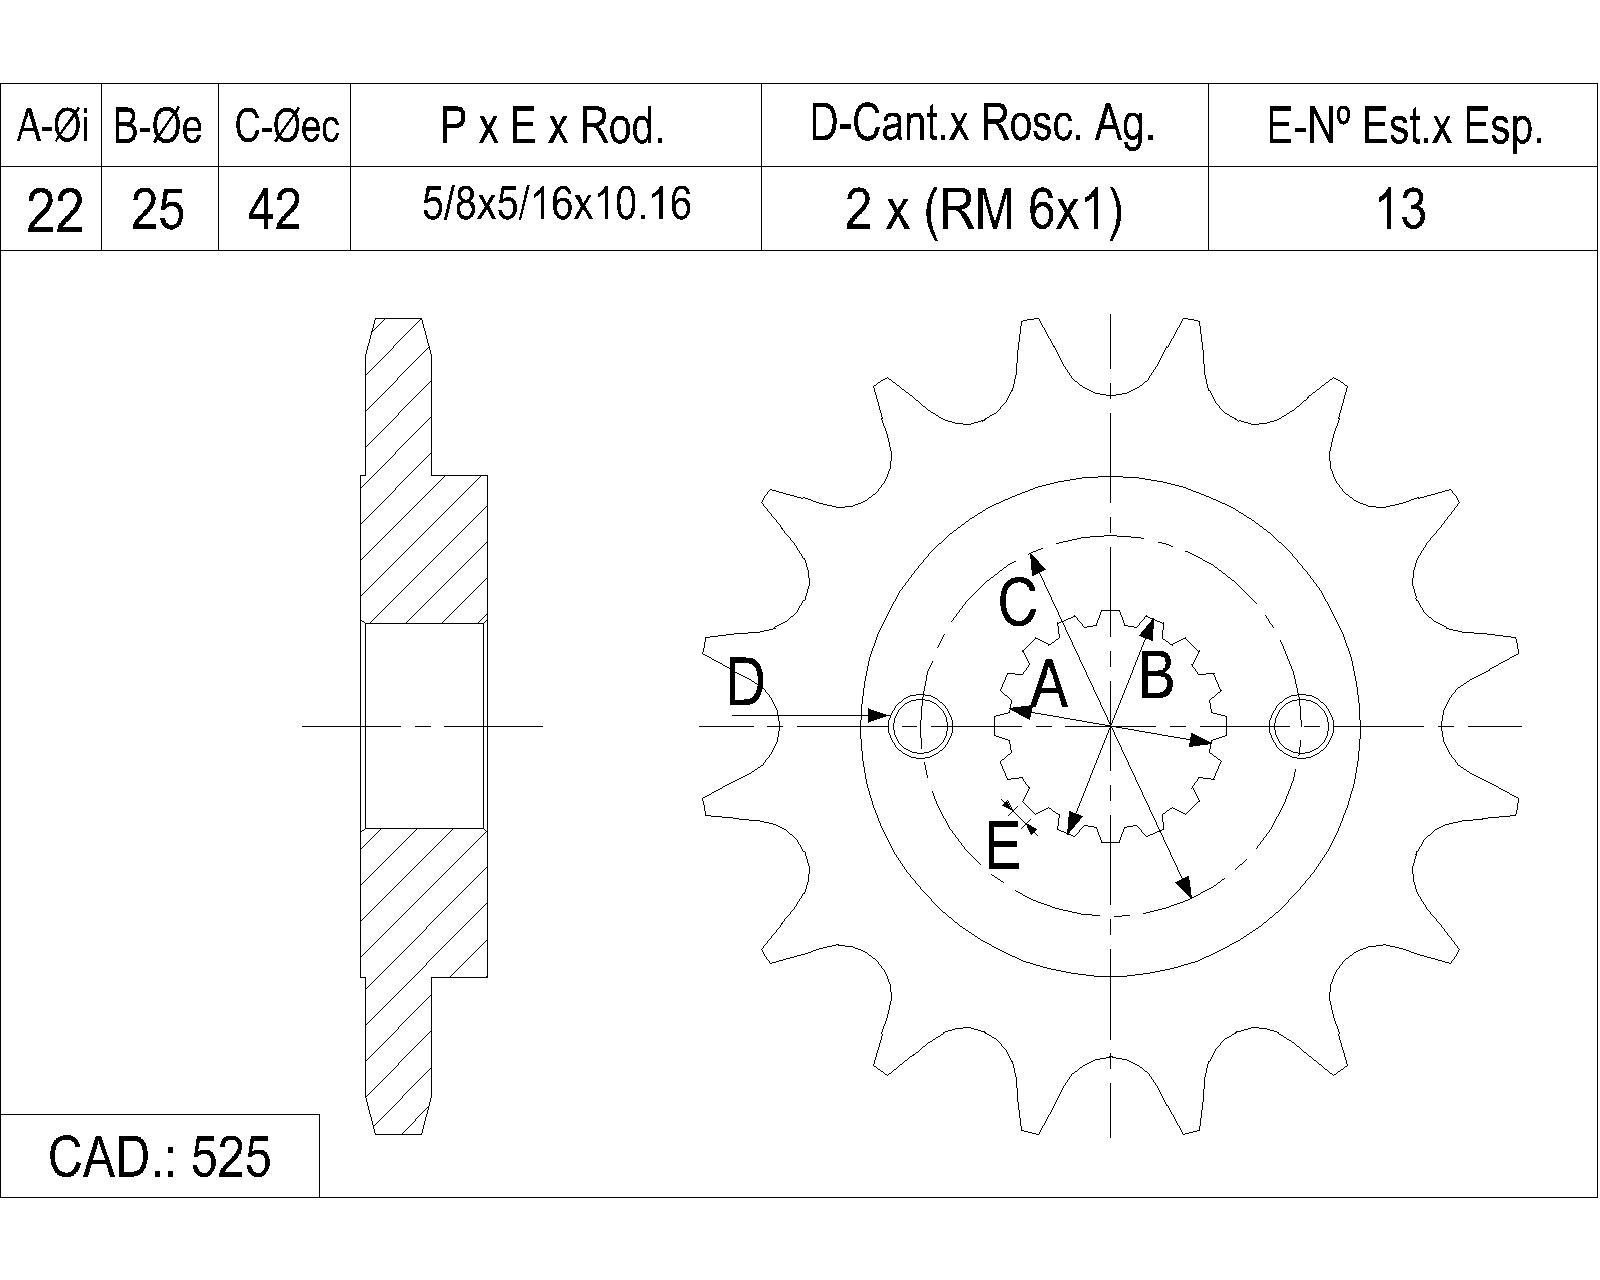 A-Øi B-Øe C-Øec P x E x Rod. D-Cant.x Rosc. Ag. E-Nº Est.x Esp.
22 25 42 5/8x5/16x10.16 2 x (RM 6x1) 13
C
A
B
D
E
CAD.: 525